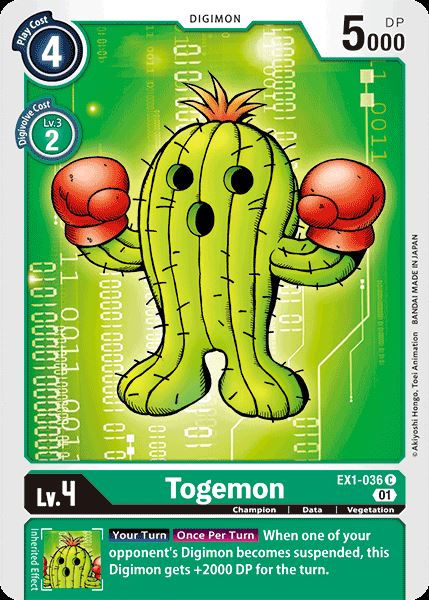 Play Cost
4
DIGIMON
DP
5000
Digivolve Cost
Lv.3
2
© Akiyoshi Hongo, Toei Animation BANDAI MADE IN JAPAN
Lv.4
Togemon
EX1-036 C
01
Champion | Data | Vegetation
Inherited Effect
Your Turn Once Per Turn When one of your
opponent's Digimon becomes suspended, this
Digimon gets +2000 DP for the turn.